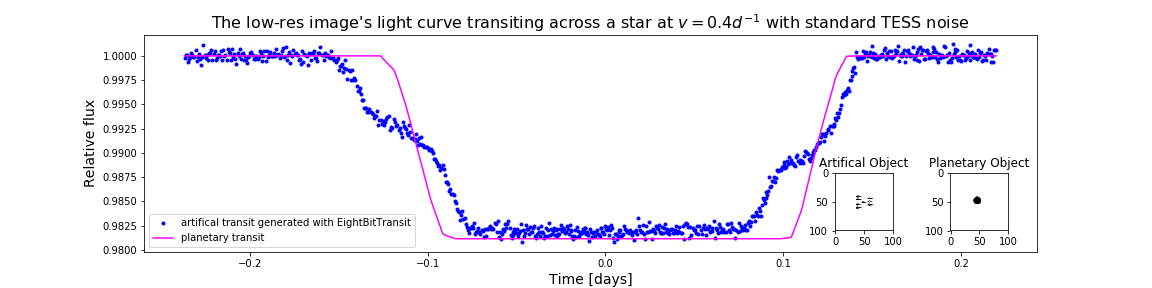 The low-res image's light curve transiting across a star at v = 0.4d⁻¹ with standard TESS noise
Relative flux
1.0000
0.9975
0.9950
0.9925
0.9900
0.9875
0.9850
0.9825
0.9800
artifical transit generated with EightBitTransit
planetary transit
Artifical Object
0
50
100
0 50 100
Planetary Object
0
50
100
0 50 100
−0.2 −0.1 0.0 0.1 0.2
Time [days]